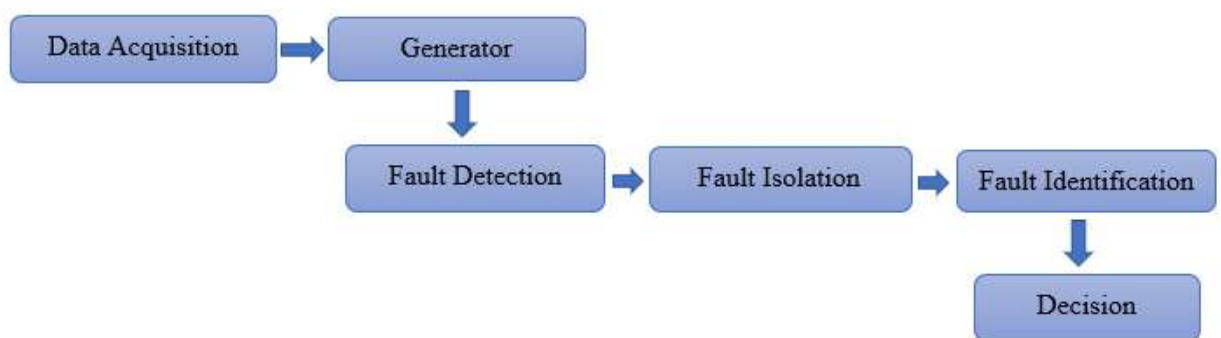 Data Acquisition
Generator
Fault Detection
Fault Isolation
Fault Identification
Decision